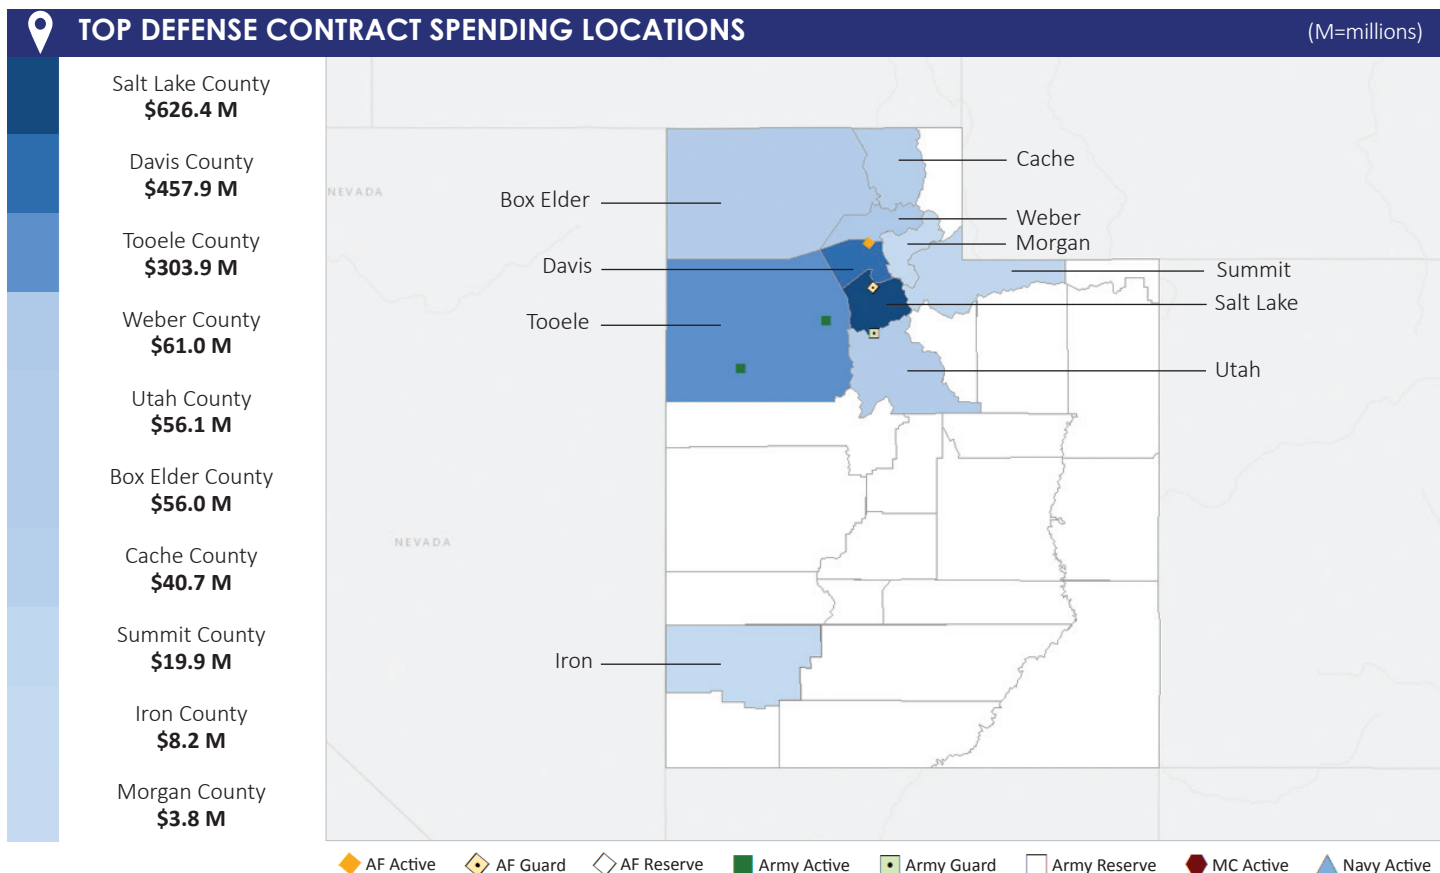 TOP DEFENSE CONTRACT SPENDING LOCATIONS
(M=millions)
Salt Lake County
$626.4 M
Davis County
$457.9 M
Tooele County
$303.9 M
Weber County
$61.0 M
Utah County
$56.1 M
Box Elder County
$56.0 M
Cache County
$40.7 M
Summit County
$19.9 M
Iron County
$8.2 M
Morgan County
$3.8 M
NEVADA
NEVADA
Box Elder
Davis
Tooele
Iron
Cache
Weber
Morgan
Summit
Salt Lake
Utah
AF Active
AF Guard
AF Reserve
Army Active
Army Guard
Army Reserve
MC Active
Navy Active